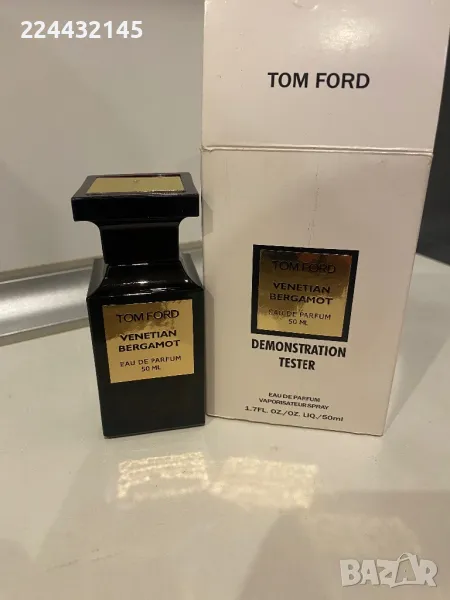 224432145
TOM FORD
TOM FORD
VENETIAN
BERGAMOT
EAU DE PARFUM
50 ML
DEMONSTRATION
TESTER
EAU DE PARFUM
VAPORISATEUR SPRAY
1.7FL. OZ./OZ. LIQ./50ml
TOM FORD
VENETIAN
BERGAMOT
EAU DE PARFUM
50 ML
BAZAR